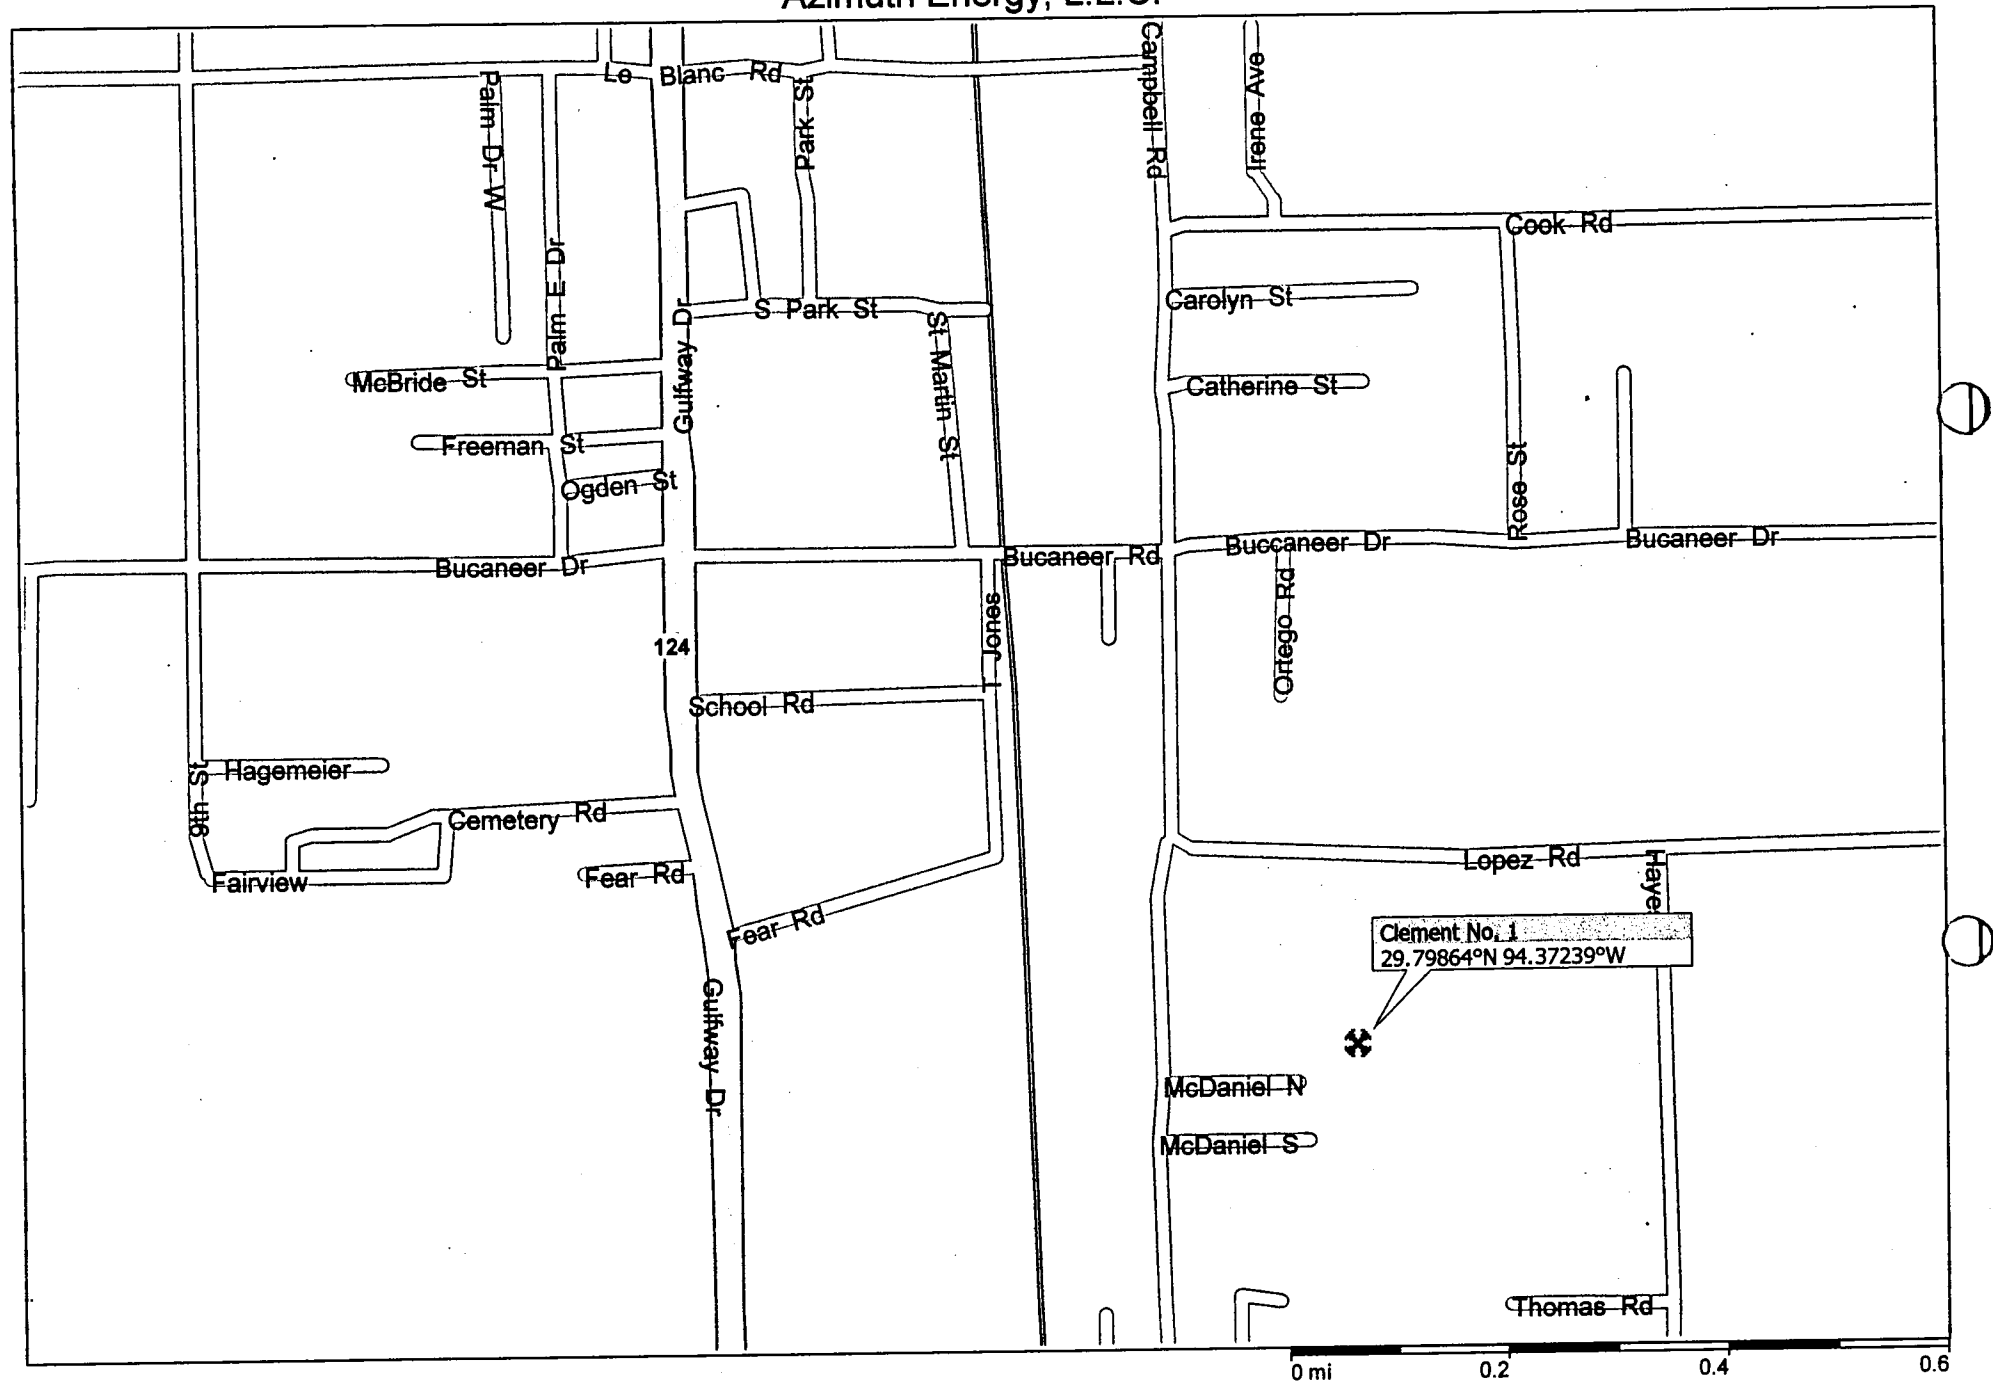 Azimuth Energy, L.L.C.
Le Blanc Rd
Campbell Rd
Irene Ave
Palm Dr W
Park St
Cook Rd
Palm E Dr
Gulfway Dr
S Park St
Carolyn St
St Martin St
McBride St
Catherine St
Freeman St
Ogden St
Rose St
Bucaneer Dr
Bucaneer Rd
Buccaneer Dr
Bucaneer Dr
Ortego Rd
T Jones
124
School Rd
Hagemeier
6th St
Cemetery Rd
Fairview
Fear Rd
Fear Rd
Lopez Rd
Hayes
Clement No. 1
29.79864°N 94.37239°W
Gulfway Dr
McDaniel N
McDaniel S
Thomas Rd
0 mi 0.2 0.4 0.6